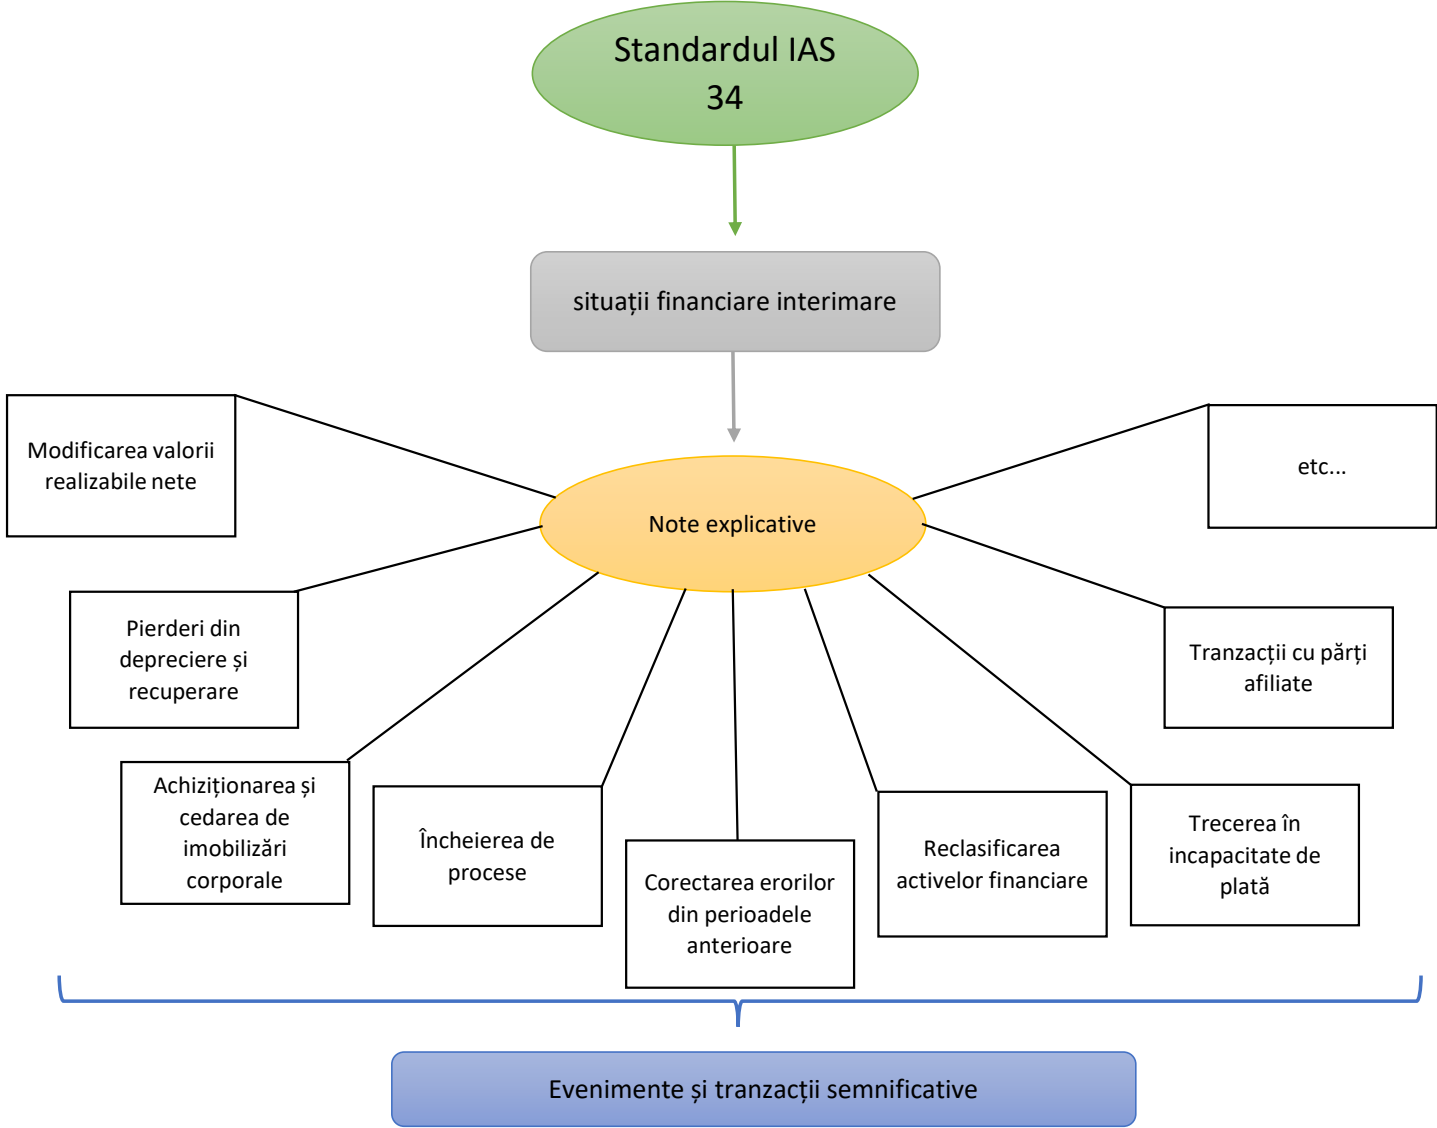 Standardul IAS
34
situații financiare interimare
Modificarea valorii
realizabile nete
etc...
Note explicative
Pierderi din
depreciere și
recuperare
Tranzacții cu părți
afiliate
Achiziționarea și
cedarea de
imobilizări
corporale
Încheierea de
procese
Corectarea erorilor
din perioadele
anterioare
Reclasificarea
activelor financiare
Trecerea în
incapacitate de
plată
Evenimente și tranzacții semnificative